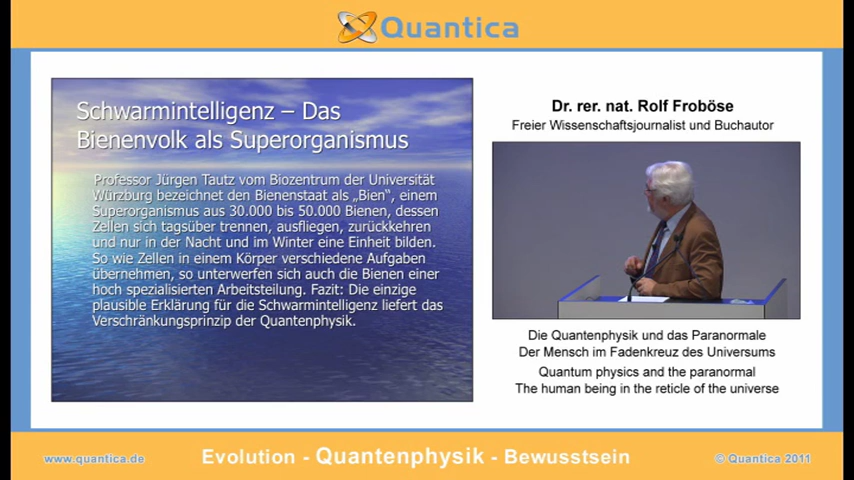 Quantica
Schwarmintelligenz – Das
Bienenvolk als Superorganismus
Professor Jürgen Tautz vom Biozentrum der Universität
Würzburg bezeichnet den Bienenstaat als „Bien“, einem
Superorganismus aus 30.000 bis 50.000 Bienen, dessen
Zellen sich tagsüber trennen, ausfliegen, zurückkehren
und nur in der Nacht und im Winter eine Einheit bilden.
So wie Zellen in einem Körper verschiedene Aufgaben
übernehmen, so unterwerfen sich auch die Bienen einer
hoch spezialisierten Arbeitsteilung. Fazit: Die einzige
plausible Erklärung für die Schwarmintelligenz liefert das
Verschränkungsprinzip der Quantenphysik.
Dr. rer. nat. Rolf Froböse
Freier Wissenschaftsjournalist und Buchautor
Die Quantenphysik und das Paranormale
Der Mensch im Fadenkreuz des Universums
Quantum physics and the paranormal
The human being in the reticle of the universe
www.quantica.de
Evolution - Quantenphysik - Bewusstsein
© Quantica 2011